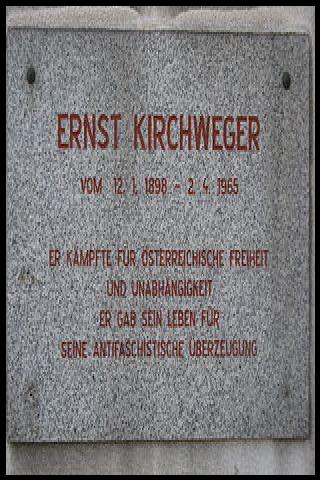 ERNST KIRCHWEGER
VOM 12. 1. 1898 - 2. 4. 1965
ER KÄMPFTE FÜR ÖSTERREICHISCHE FREIHEIT
UND UNABHÄNGIGKEIT
ER GAB SEIN LEBEN FÜR
SEINE ANTIFASCHISTISCHE ÜBERZEUGUNG